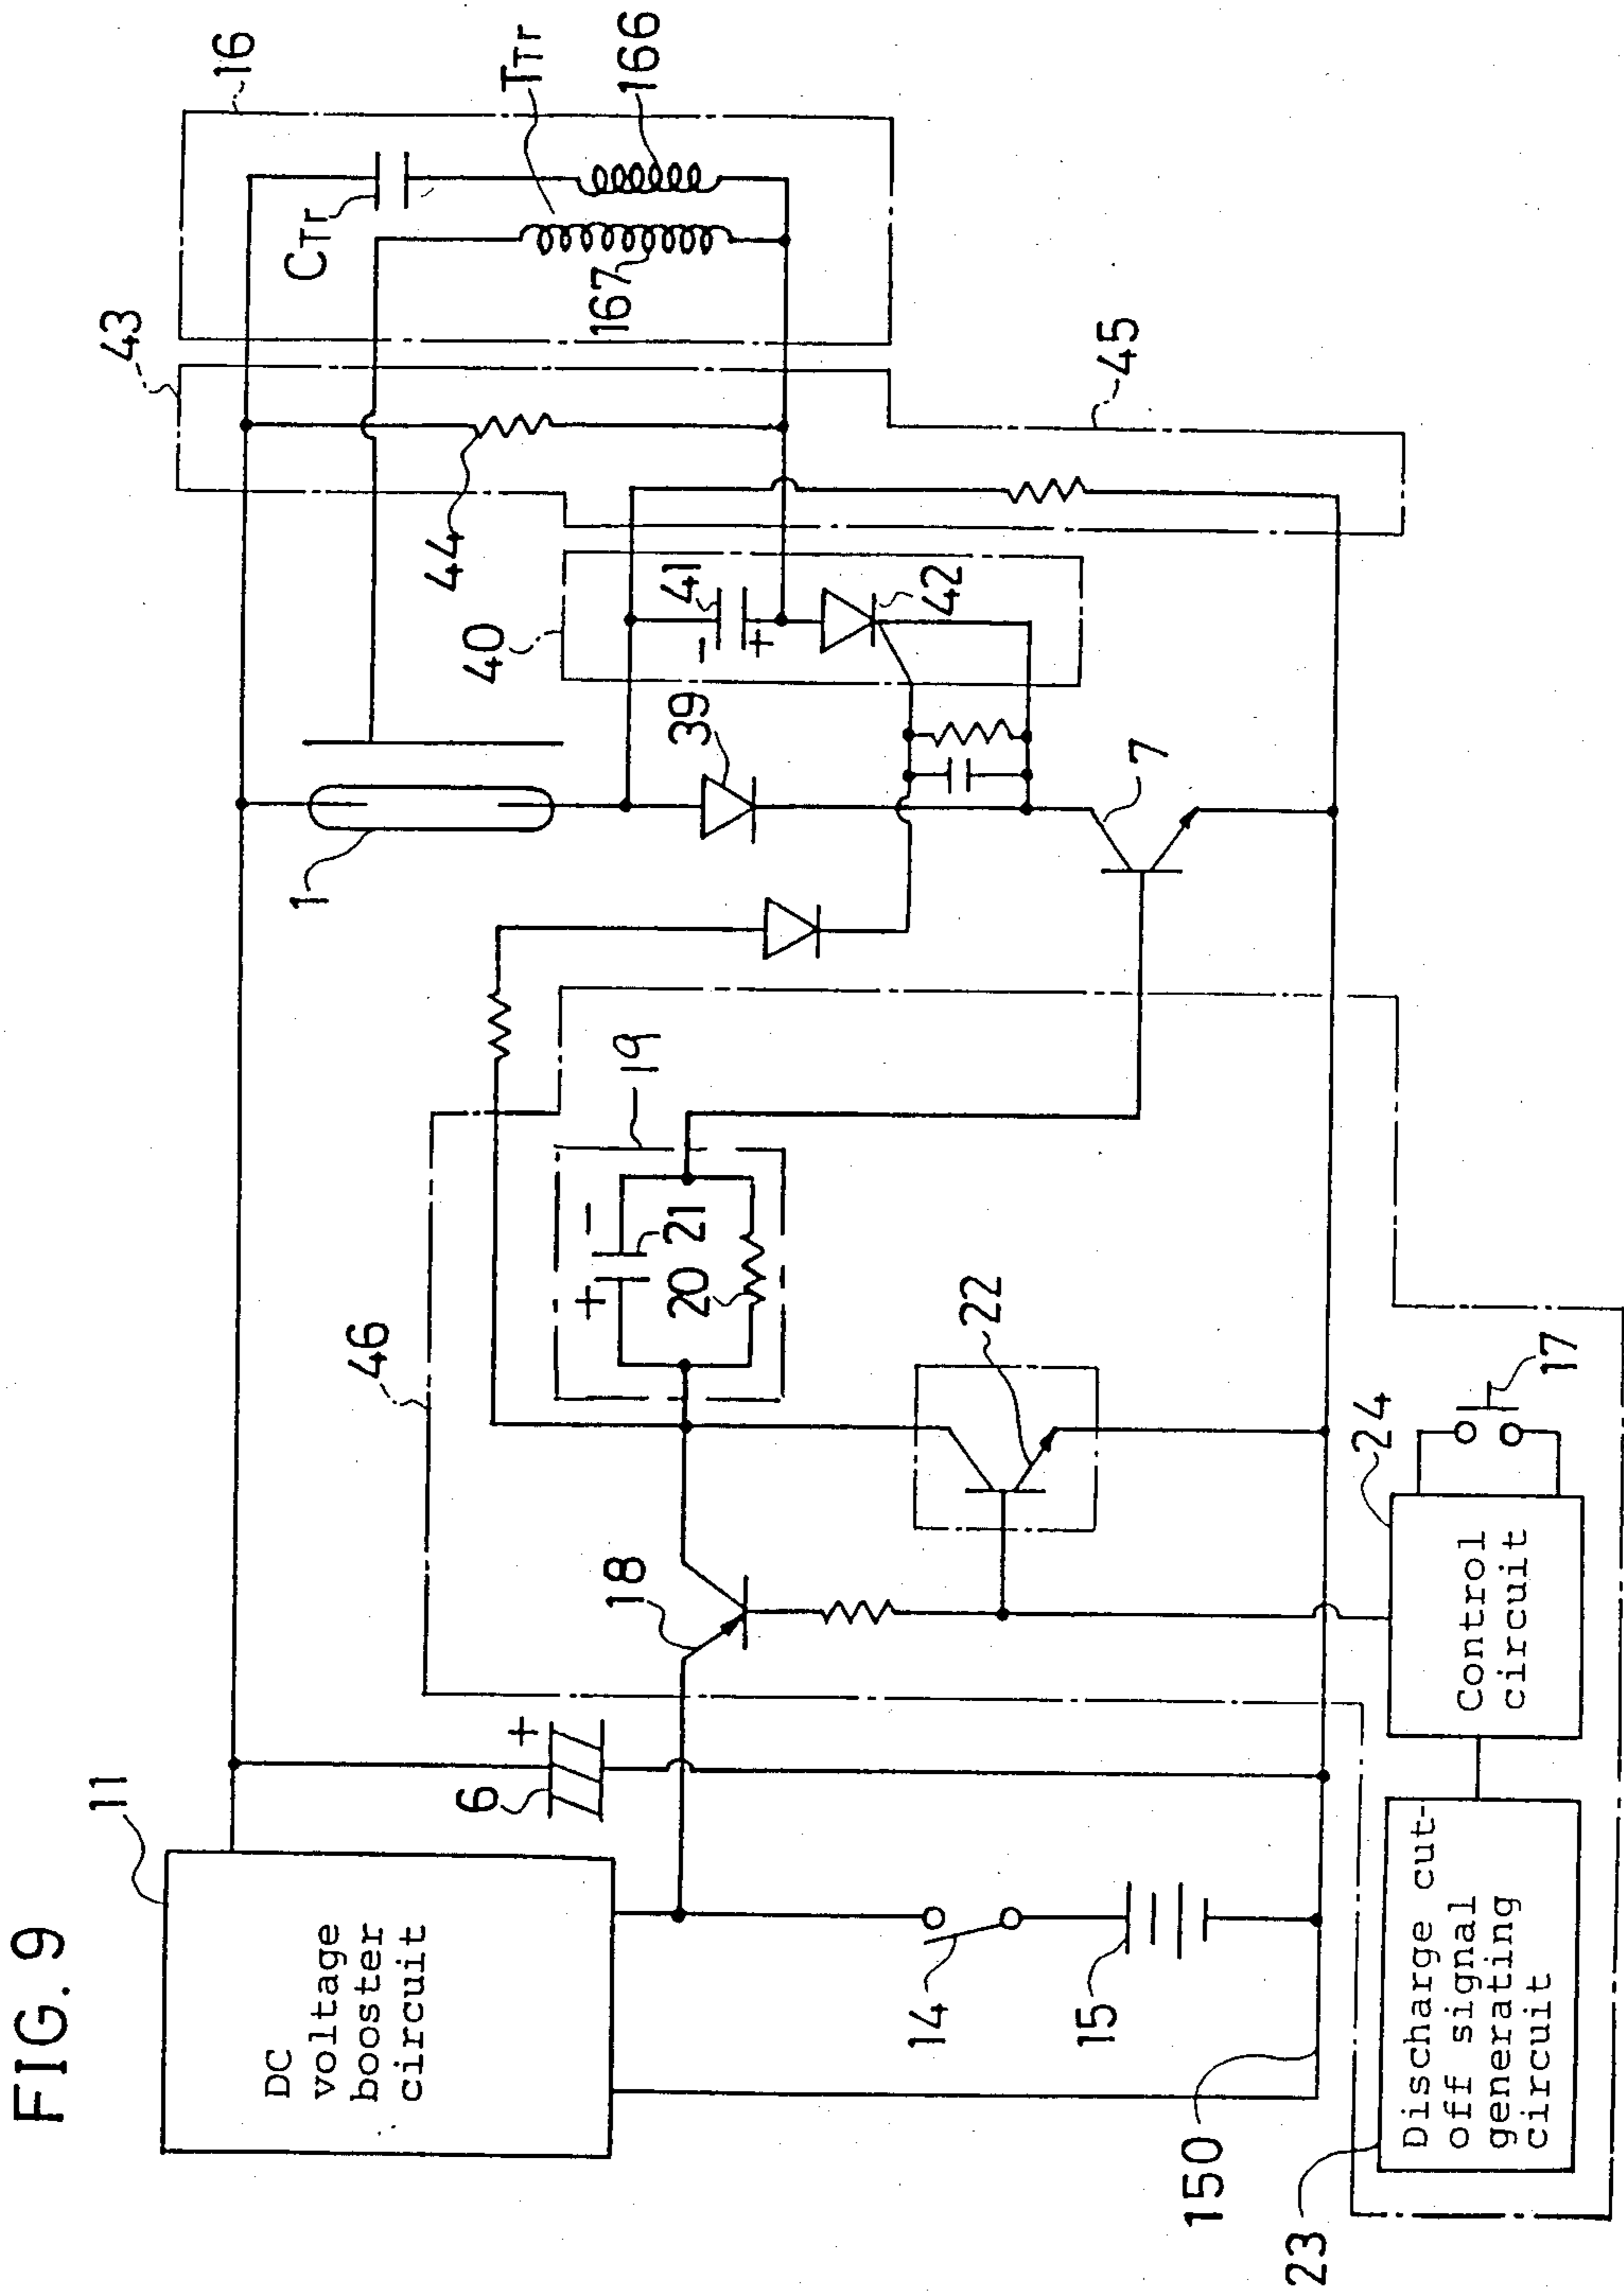 FIG. 9
11
DC
voltage
booster
circuit
6
+
14
15
150
23
Discharge cut-
off signal
generating
circuit
24
Control
circuit
17
18
46
22
19
+
-
21
20
1
39
7
40
41
-
+
42
43
44
45
16
CTr
TTr
167
166